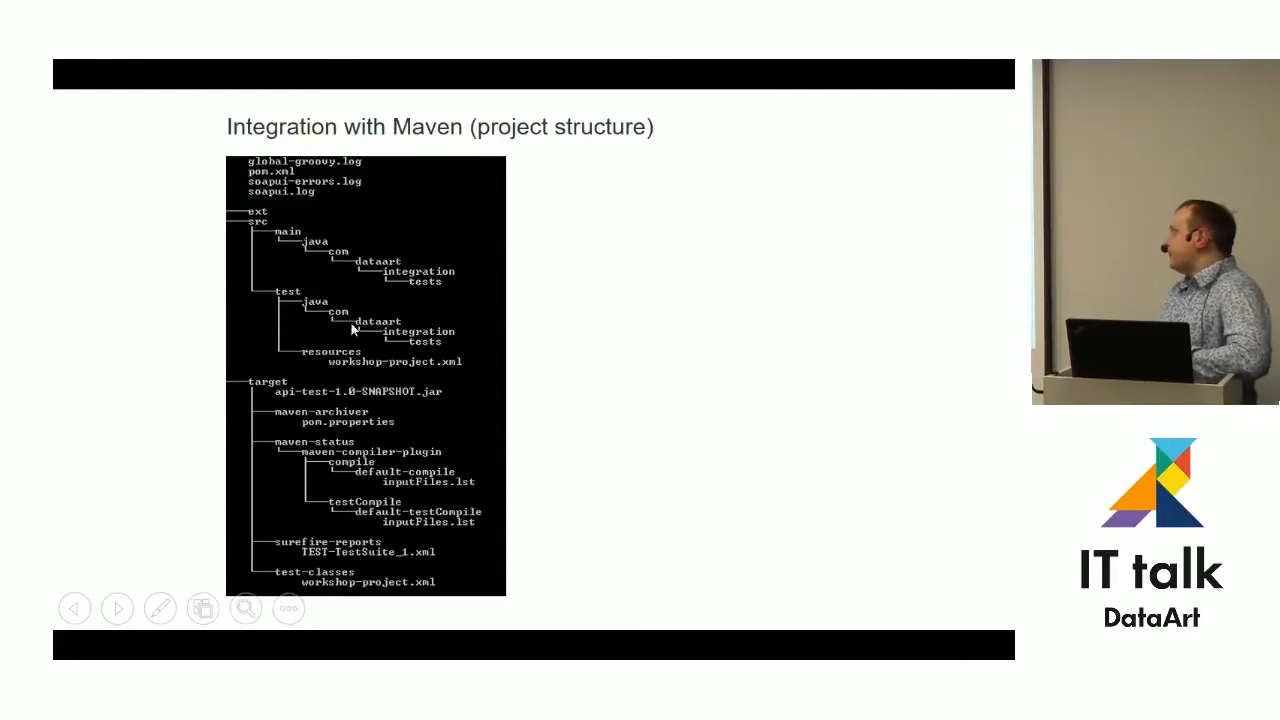 Integration with Maven (project structure)
global-groovy.log
pom.xml
soapui-errors.log
soapui.log
ext
src
main
java
com
dataart
integration
tests
test
java
com
dataart
integration
tests
resources
workshop-project.xml
target
api-test-1.0-SNAPSHOT.jar
maven-archiver
pom.properties
maven-status
maven-compiler-plugin
compile
default-compile
inputFiles.lst
testCompile
default-testCompile
inputFiles.lst
surefire-reports
TEST-TestSuite_1.xml
test-classes
workshop-project.xml
IT talk
DataArt